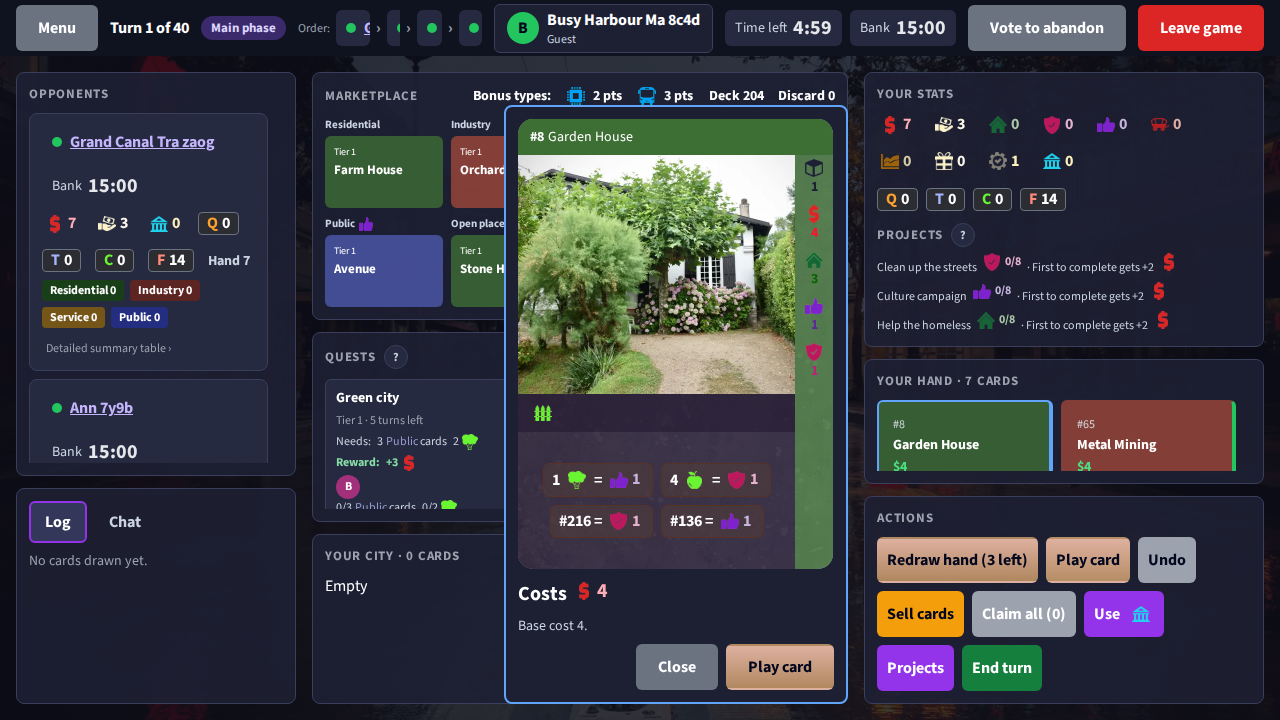 Menu
Turn 1 of 40
Main phase
Order:
› › ›
B
Busy Harbour Ma 8c4d
Guest
Time left 4:59
Bank 15:00
Vote to abandon
Leave game
OPPONENTS
Grand Canal Tra zaog
Bank 15:00
7 3 0 Q 0
T 0 C 0 F 14 Hand 7
Residential 0 Industry 0
Service 0 Public 0
Detailed summary table ›
Ann 7y9b
Bank 15:00
Log Chat
No cards drawn yet.
MARKETPLACE
Bonus types: 2 pts 3 pts Deck 204 Discard 0
Residential Industry
Tier 1
Farm House
Tier 1
Orchard
Public Open place
Tier 1
Avenue
Tier 1
Stone H
QUESTS ?
Green city
Tier 1 · 5 turns left
Needs: 3 Public cards 2
Reward: +3
B
0/3 Public cards 0/2
YOUR CITY · 0 CARDS
Empty
#8 Garden House
1
4
3
1
1
1 = 1 4 = 1
#216 = 1 #136 = 1
Costs 4
Base cost 4.
Close Play card
YOUR STATS
7 3 0 0 0 0
0 0 1 0
Q 0 T 0 C 0 F 14
PROJECTS ?
Clean up the streets 0/8 · First to complete gets +2
Culture campaign 0/8 · First to complete gets +2
Help the homeless 0/8 · First to complete gets +2
YOUR HAND · 7 CARDS
#8
Garden House
$4
#65
Metal Mining
$4
ACTIONS
Redraw hand (3 left) Play card Undo
Sell cards Claim all (0) Use
Projects End turn